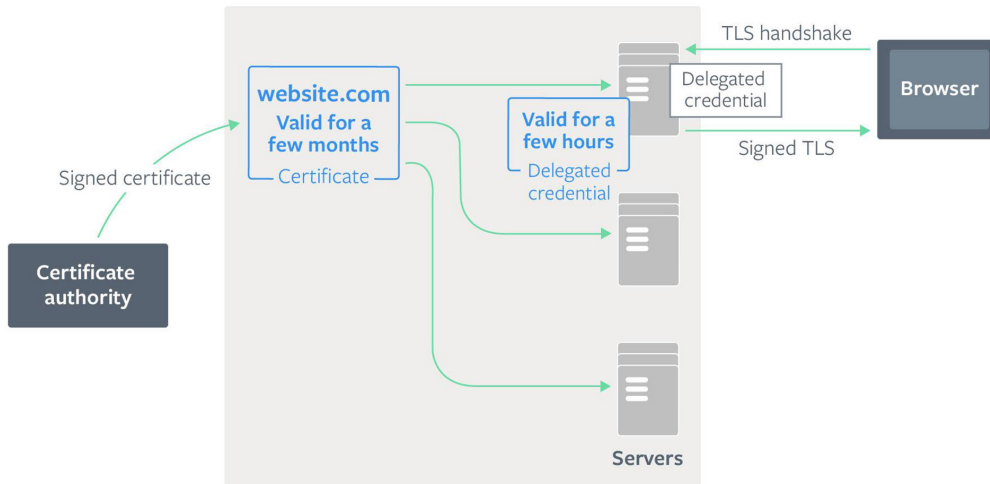 TLS handshake
Delegated
credential
Browser
website.com
Valid for a
few months
Certificate
Valid for a
few hours
Delegated
credential
Signed TLS
Signed certificate
Certificate
authority
Servers